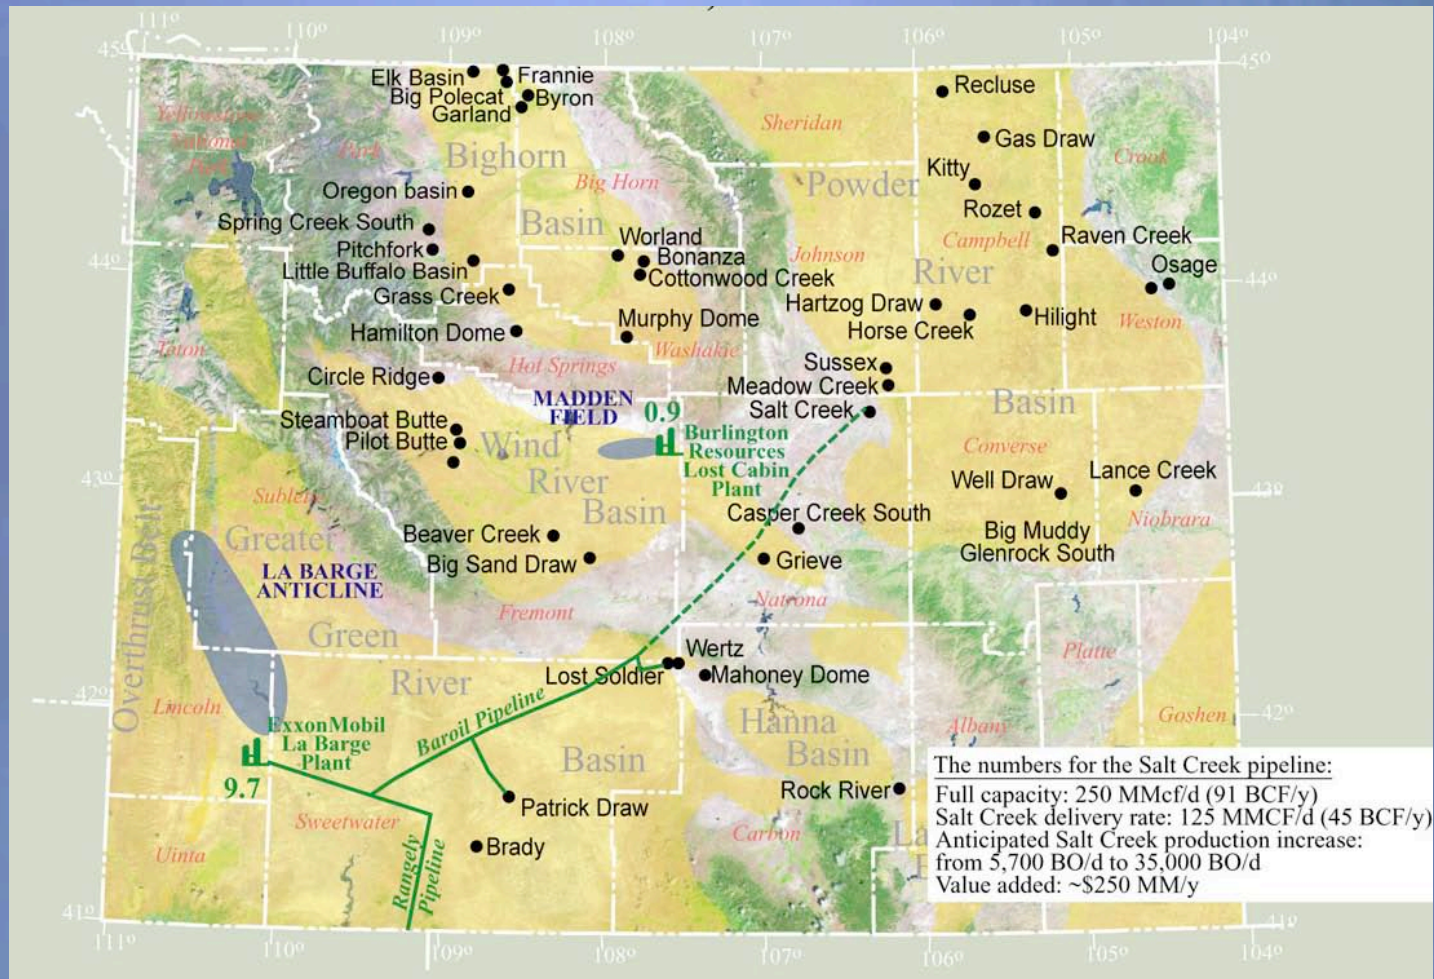 111°
110°
109°
108°
107°
106°
105°
104°
45°
45°
Elk Basin
Frannie
Big Polecat
Byron
Garland
Recluse
Yellowstone
National
Park
Park
Sheridan
Gas Draw
Crook
Bighorn
Basin
Big Horn
Kitty
Powder
Oregon basin
Rozet
Spring Creek South
Worland
Campbell
Raven Creek
Pitchfork
Bonanza
Johnson
River
Osage
44°
44°
Little Buffalo Basin
Cottonwood Creek
Grass Creek
Hartzog Draw
Hilight
Hamilton Dome
Murphy Dome
Horse Creek
Weston
Teton
Washakie
Hot Springs
Sussex
Circle Ridge
Meadow Creek
MADDEN
FIELD
0.9
Salt Creek
Basin
Steamboat Butte
Pilot Butte
Wind
River
Basin
Burlington
Resources
Lost Cabin
Plant
Converse
Well Draw
Lance Creek
43°
43°
Sublette
Casper Creek South
Niobrara
Greater
Beaver Creek
Big Muddy
Glenrock South
Big Sand Draw
Grieve
LA BARGE
ANTICLINE
Overthrust Belt
Fremont
Natrona
Green
River
Wertz
Platte
Lost Soldier
Mahoney Dome
42°
42°
Lincoln
Baroil Pipeline
Hanna
Basin
Albany
Goshen
ExxonMobil
La Barge
Plant
9.7
Basin
Patrick Draw
Rock River
Sweetwater
Carbon
La
Uinta
Brady
Rangely
Pipeline
The numbers for the Salt Creek pipeline:
Full capacity: 250 MMcf/d (91 BCF/y)
Salt Creek delivery rate: 125 MMCF/d (45 BCF/y)
Anticipated Salt Creek production increase:
from 5,700 BO/d to 35,000 BO/d
Value added: ~$250 MM/y
41°
41°
111°
110°
109°
108°
107°
106°
105°
104°